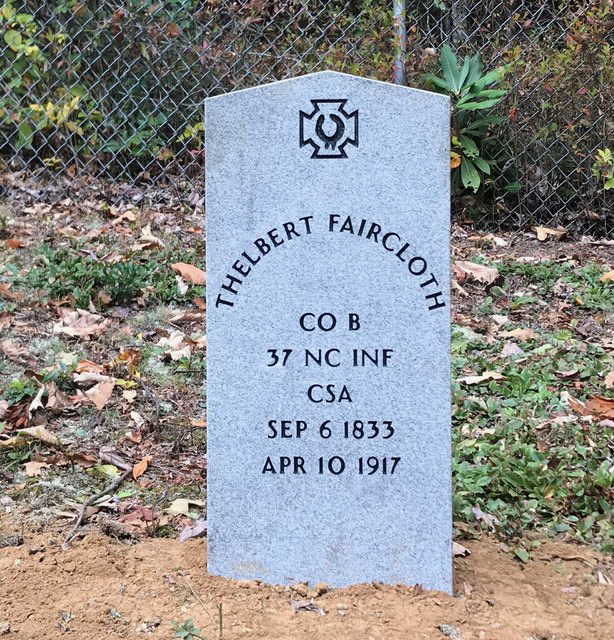 THELBERT FAIRCLOTH
CO B
37 NC INF
CSA
SEP 6 1833
APR 10 1917